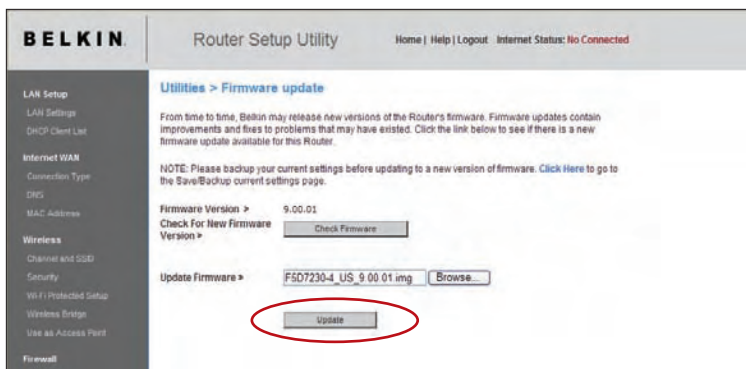 BELKIN
Router Setup Utility
Home | Help | Logout Internet Status: No Connected
LAN Setup
LAN Settings
DHCP Client List
Internet WAN
Connection Type
DNS
MAC Address
Wireless
Channel and SSID
Security
Wi-Fi Protected Setup
Wireless Bridge
Use as Access Point
Firewall
Utilities > Firmware update
From time to time, Belkin may release new versions of the Router's firmware. Firmware updates contain
improvements and fixes to problems that may have existed. Click the link below to see if there is a new
firmware update available for this Router.
NOTE: Please backup your current settings before updating to a new version of firmware. Click Here to go to
the Save/Backup current settings page.
Firmware Version > 9.00.01
Check For New Firmware
Version > Check Firmware
Update Firmware > F5D7230-4_US_9.00.01.img Browse...
Update